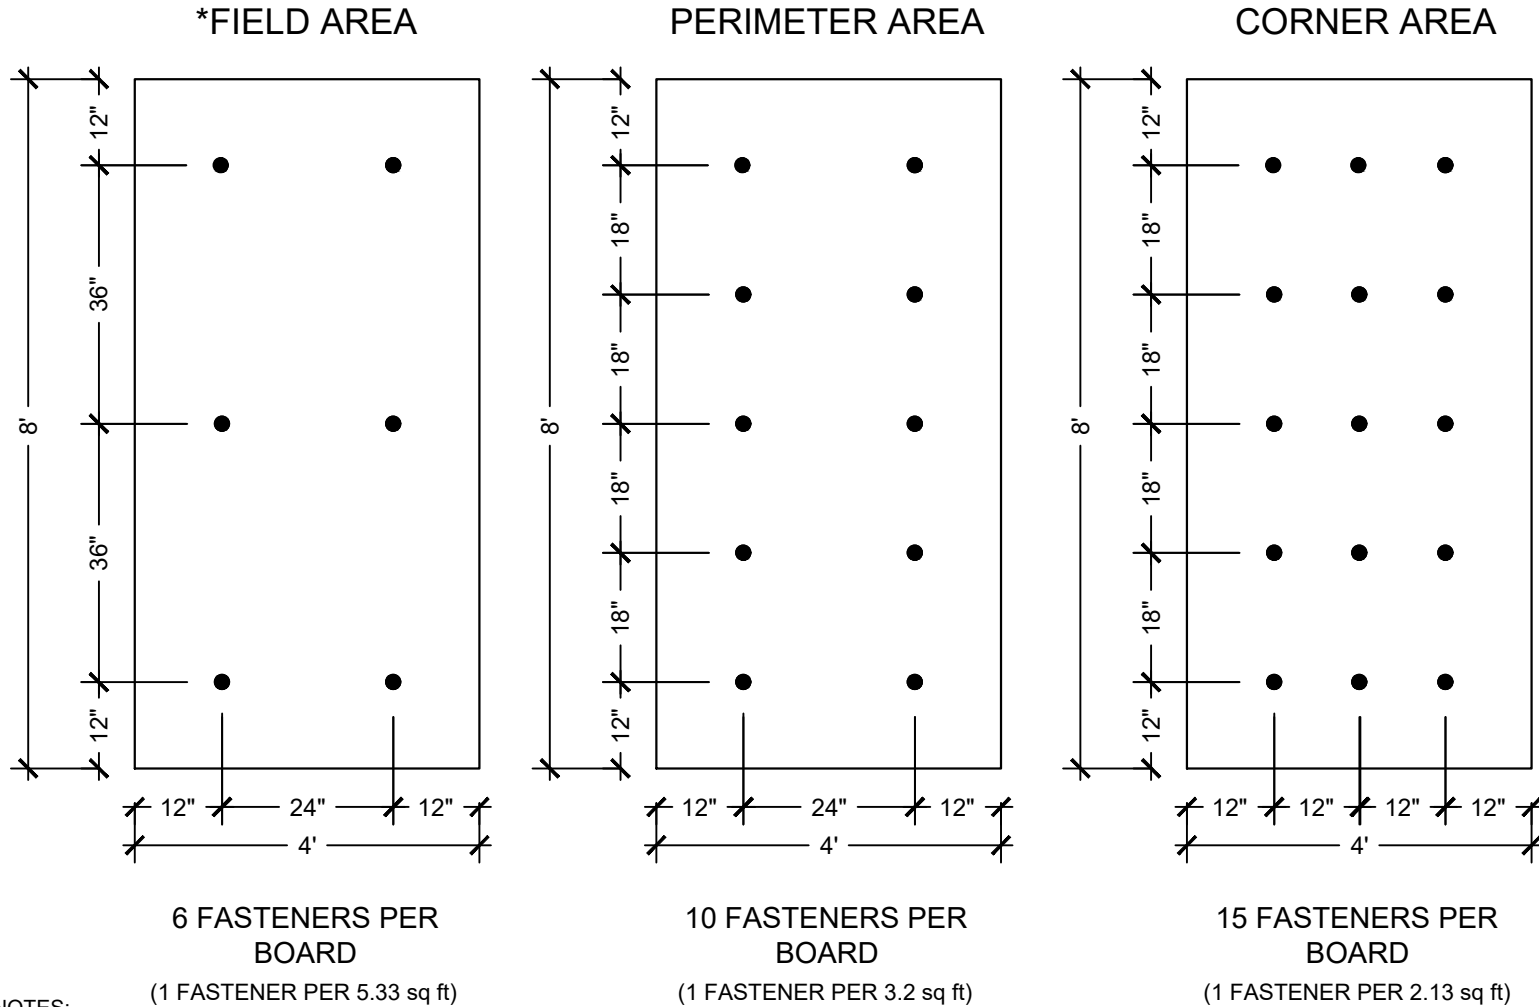 *FIELD AREA
PERIMETER AREA
CORNER AREA
8'
12"
36"
36"
12"
12"
24"
12"
4'
8'
12"
18"
18"
18"
18"
12"
12"
24"
12"
4'
8'
12"
18"
18"
18"
18"
12"
12"
12"
12"
12"
4'
6 FASTENERS PER
BOARD
(1 FASTENER PER 5.33 sq ft)
10 FASTENERS PER
BOARD
(1 FASTENER PER 3.2 sq ft)
15 FASTENERS PER
BOARD
(1 FASTENER PER 2.13 sq ft)
NOTES: